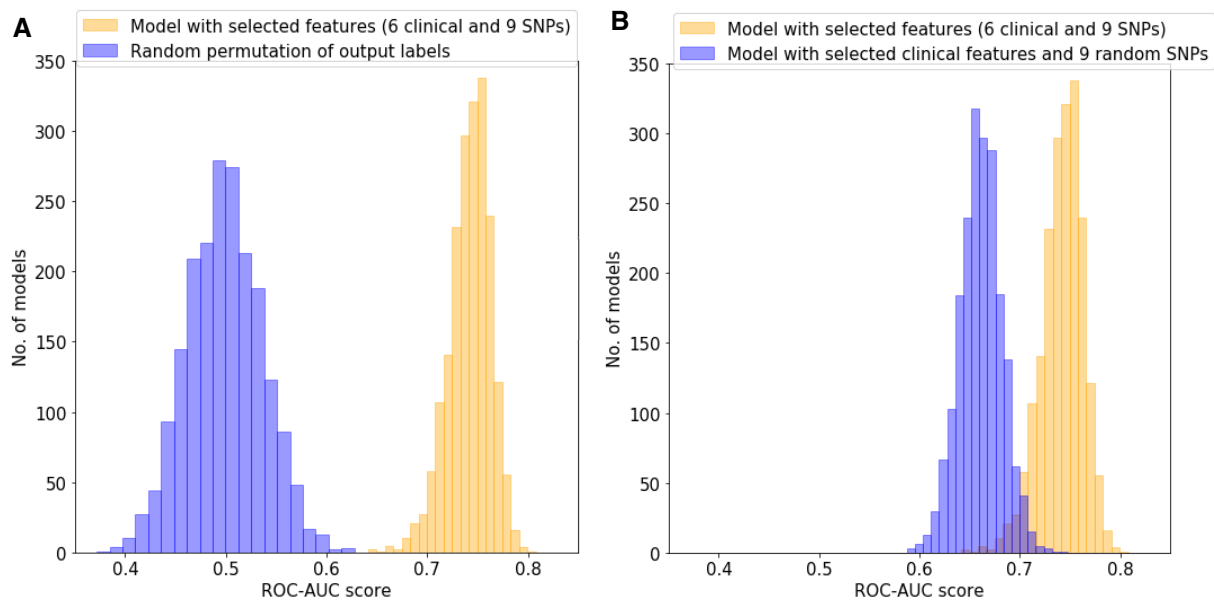 A
Model with selected features (6 clinical and 9 SNPs)
Random permutation of output labels
350
300
250
200
150
100
50
0
No. of models
0.4 0.5 0.6 0.7 0.8
ROC-AUC score
B
Model with selected features (6 clinical and 9 SNPs)
Model with selected clinical features and 9 random SNPs
350
300
250
200
150
100
50
0
No. of models
0.4 0.5 0.6 0.7 0.8
ROC-AUC score